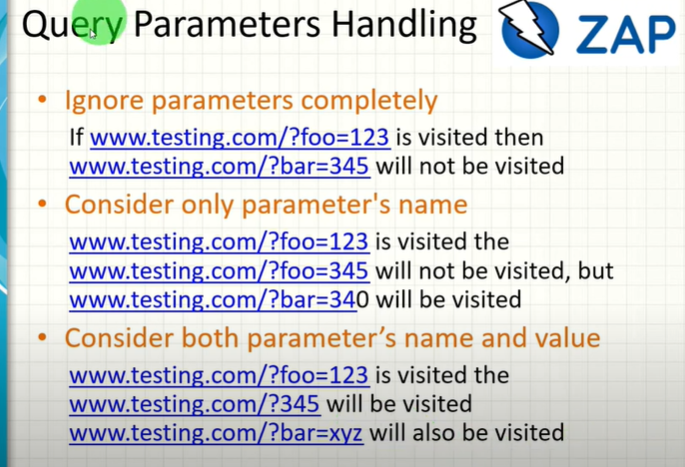 Query Parameters Handling
ZAP
• Ignore parameters completely
If www.testing.com/?foo=123 is visited then
www.testing.com/?bar=345 will not be visited
• Consider only parameter's name
www.testing.com/?foo=123 is visited the
www.testing.com/?foo=345 will not be visited, but
www.testing.com/?bar=340 will be visited
• Consider both parameter’s name and value
www.testing.com/?foo=123 is visited the
www.testing.com/?345 will be visited
www.testing.com/?bar=xyz will also be visited